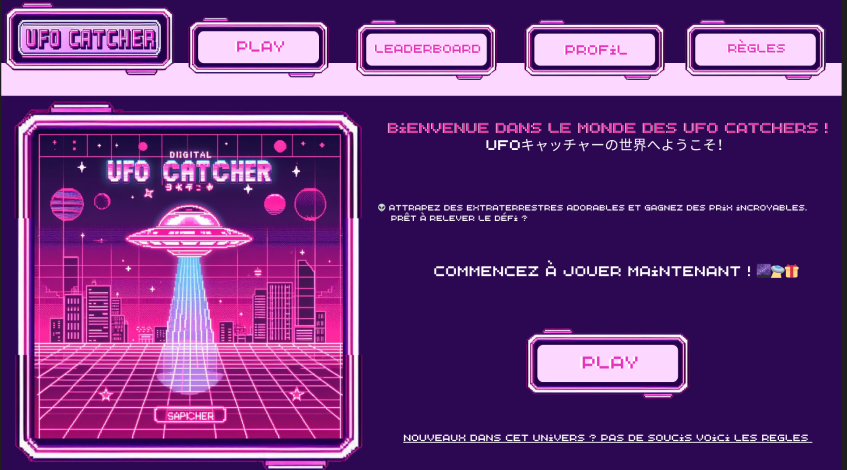 UFO CATCHER
PLAY
LEADERBOARD
PROFIL
RÈGLES
DIIGITAL
UFO CATCHER
SAPICHER
BIENVENUE DANS LE MONDE DES UFO CATCHERS !
UFOキャッチャーの世界へようこそ!
👽 ATTRAPEZ DES EXTRATERRESTRES ADORABLES ET GAGNEZ DES PRIX INCROYABLES.
PRÊT À RELEVER LE DÉFI ?
COMMENCEZ À JOUER MAINTENANT ! 🌌🛸🎁
PLAY
NOUVEAUX DANS CET UNIVERS ? PAS DE SOUCIS VOICI LES REGLES